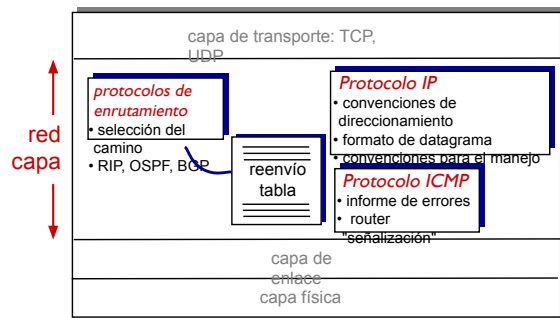 capa de transporte: TCP,
UDP
red
capa
protocolos de
enrutamiento
• selección del
camino
• RIP, OSPF, BGP
reenvío
tabla
Protocolo IP
• convenciones de
direccionamiento
• formato de datagrama
• convenciones para el manejo
Protocolo ICMP
• informe de errores
• router
"señalización"
capa de
enlace
capa física